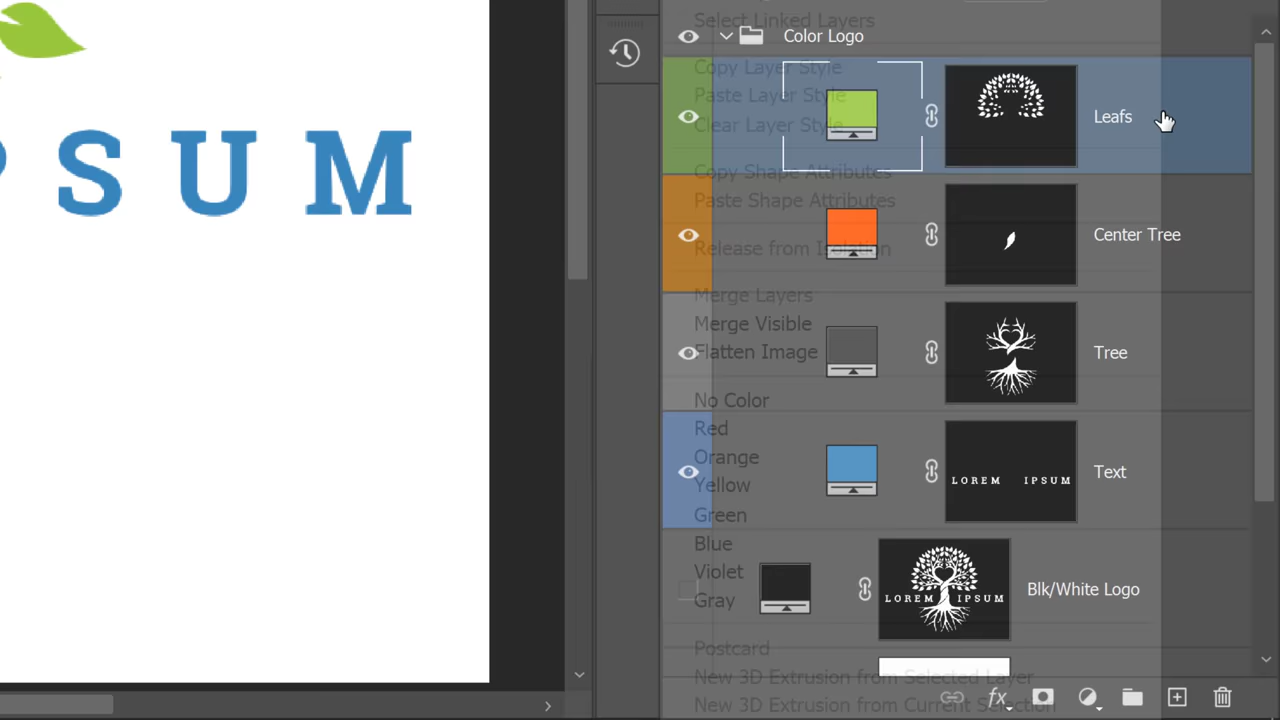 Select Linked Layers
Color Logo
Copy Layer Style
Paste Layer Style
Clear Layer Style
Leafs
Copy Shape Attributes
Paste Shape Attributes
SUM
Center Tree
Release from Isolation
Merge Layers
Merge Visible
Flatten Image
Tree
No Color
Red
Orange
Yellow
Green
Blue
Violet
Gray
LOREM IPSUM
Text
LOREM IPSUM
Blk/White Logo
Postcard
New 3D Extrusion from Selected Layer
New 3D Extrusion from Current Selection
fx